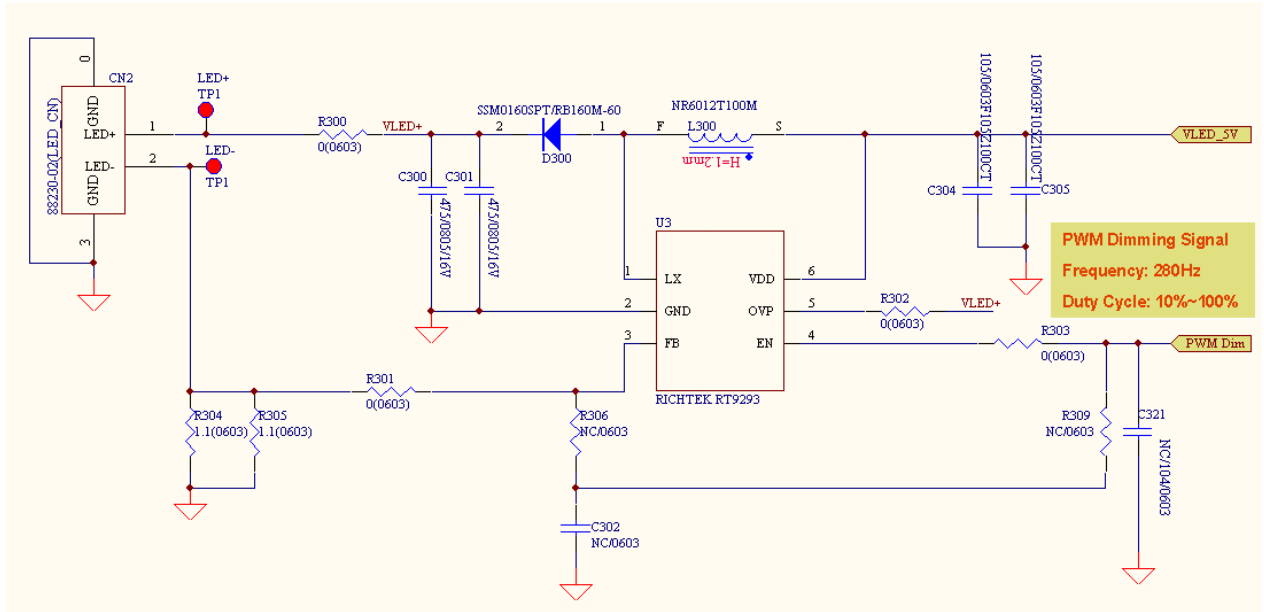 CN2
0
88230-02(LED_CN)
GND
LED+
LED-
GND
1
2
3
LED+
TP1
LED-
TP1
R300
0(0603)
VLED+
SSM0160SPT/RB160M-60
2
1
D300
NR6012T100M
F
L300
S
H=1.2mm
105/0603F105Z100CT
105/0603F105Z100CT
C304
C305
VLED_5V
C300
C301
475/0805/16V
475/0805/16V
U3
1
LX
VDD
6
2
GND
OVP
5
3
FB
EN
4
RICHTEK RT9293
R302
0(0603)
VLED+
PWM Dimming Signal
Frequency: 280Hz
Duty Cycle: 10%~100%
R303
0(0603)
PWM Dim
R301
0(0603)
R304
1.1(0603)
R305
1.1(0603)
R306
NC/0603
R309
NC/0603
C321
NC/104/0603
C302
NC/0603